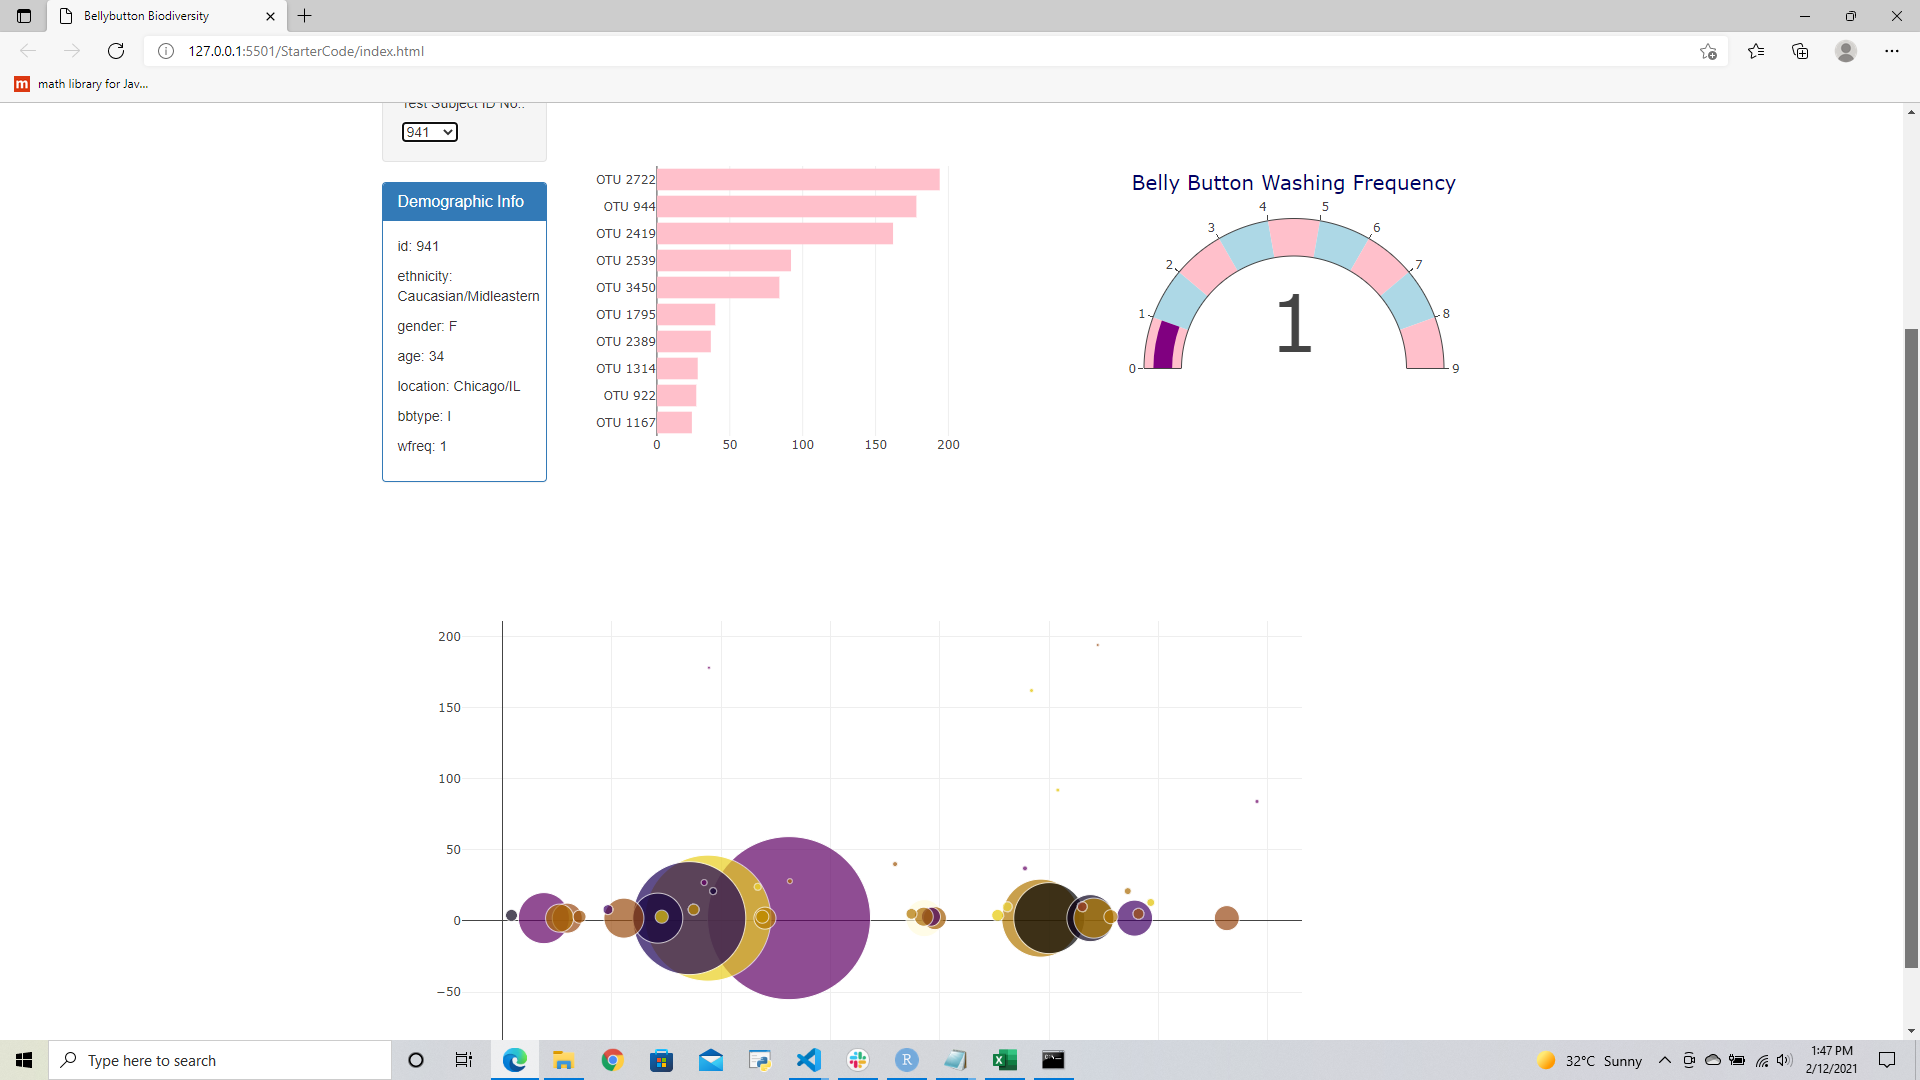 Bellybutton Biodiversity
127.0.0.1:5501/StarterCode/index.html
m math library for Jav...
Test Subject ID No.:
941
Demographic Info
id: 941
ethnicity:
Caucasian/Midleastern
gender: F
age: 34
location: Chicago/IL
bbtype: I
wfreq: 1
OTU 2722
OTU 944
OTU 2419
OTU 2539
OTU 3450
OTU 1795
OTU 2389
OTU 1314
OTU 922
OTU 1167
0 50 100 150 200
Belly Button Washing Frequency
0 1 2 3 4 5 6 7 8 9
1
200
150
100
50
0
−50
Type here to search
R
32°C Sunny
1:47 PM
2/12/2021